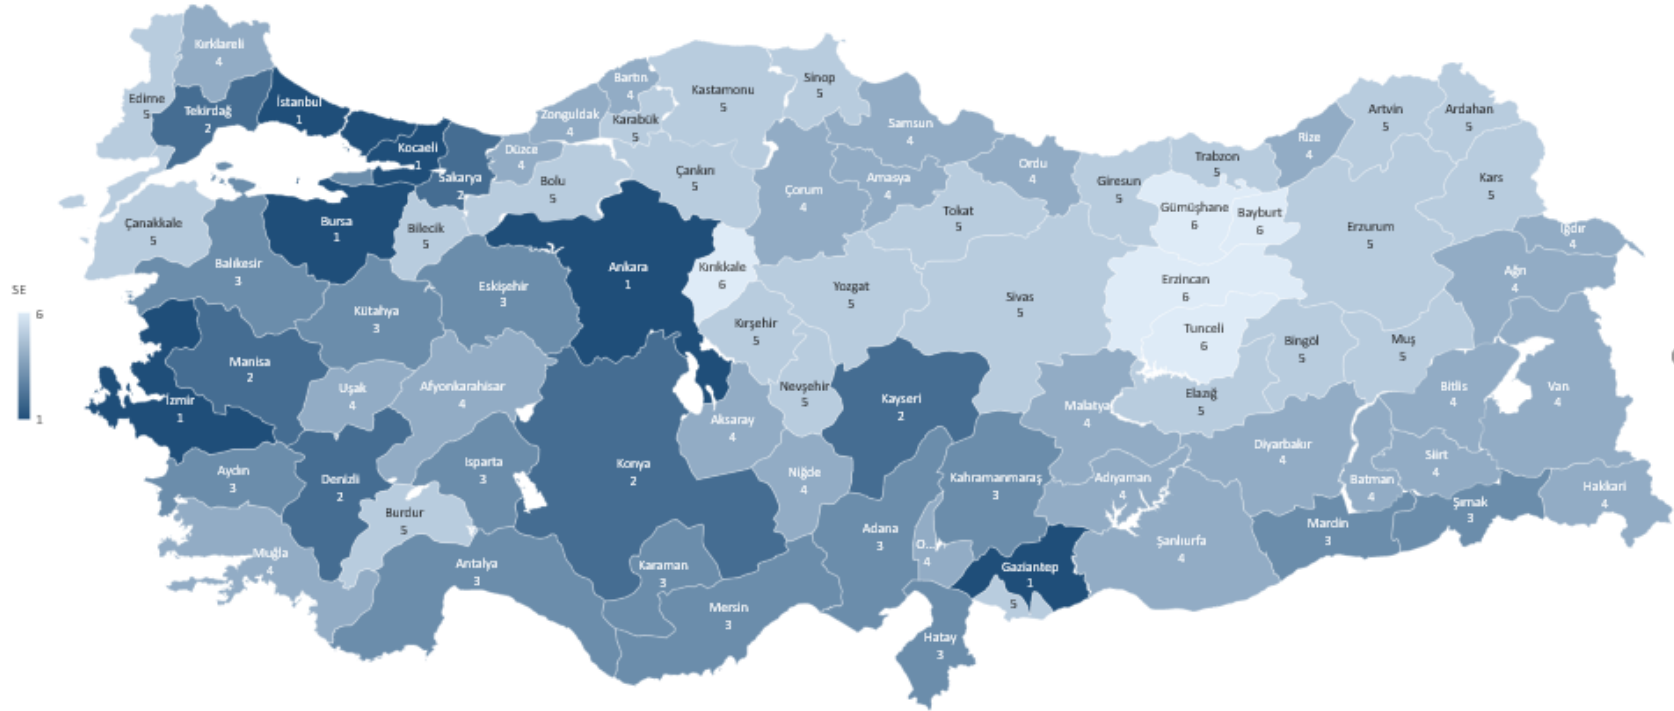 Kırklareli
4
Edirne
5
Tekirdağ
2
İstanbul
1
Kocaeli
1
Sakarya
2
Düzce
4
Zonguldak
4
Bartın
4
Karabük
5
Kastamonu
5
Sinop
5
Bolu
5
Çankırı
5
Çorum
4
Samsun
4
Amasya
4
Ordu
4
Tokat
5
Giresun
5
Trabzon
5
Gümüşhane
6
Bayburt
6
Rize
4
Artvin
5
Ardahan
5
Kars
5
Erzurum
5
Iğdır
4
Ağrı
4
Çanakkale
5
Balıkesir
3
Bursa
1
Bilecik
5
Kütahya
3
Eskişehir
3
Ankara
1
Kırıkkale
6
Kırşehir
5
Yozgat
5
Sivas
5
Erzincan
6
Tunceli
6
Bingöl
5
Muş
5
SE
6
1
Manisa
2
İzmir
1
Uşak
4
Afyonkarahisar
4
Nevşehir
5
Kayseri
2
Aksaray
4
Malatya
4
Elazığ
5
Bitlis
4
Van
4
Aydın
3
Denizli
2
Isparta
3
Konya
2
Niğde
4
Kahramanmaraş
3
Adıyaman
4
Diyarbakır
4
Batman
4
Siirt
4
Şırnak
3
Hakkari
4
Burdur
5
Muğla
4
Antalya
3
Karaman
3
Mersin
3
Adana
3
O...
4
Gaziantep
1
5
Hatay
3
Şanlıurfa
4
Mardin
3